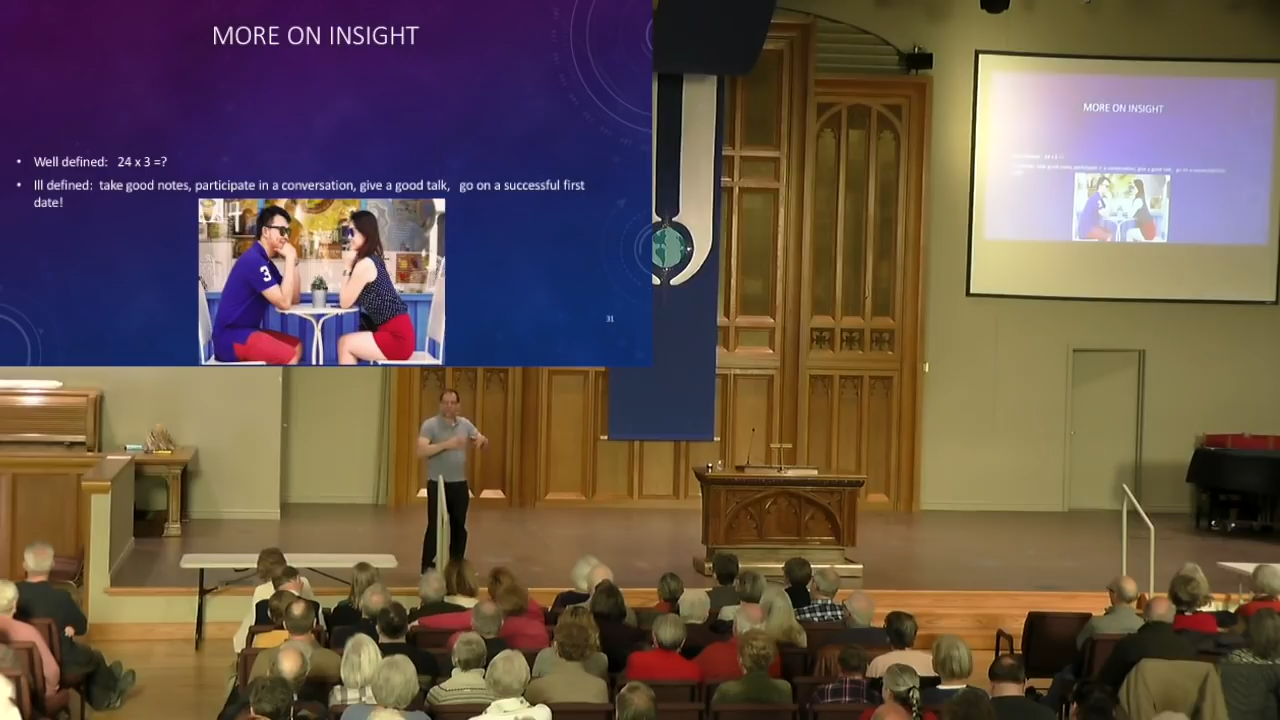 MORE ON INSIGHT
• Well defined: 24 x 3 =?
• Ill defined: take good notes, participate in a conversation, give a good talk, go on a successful first
date!
3
31
MORE ON INSIGHT